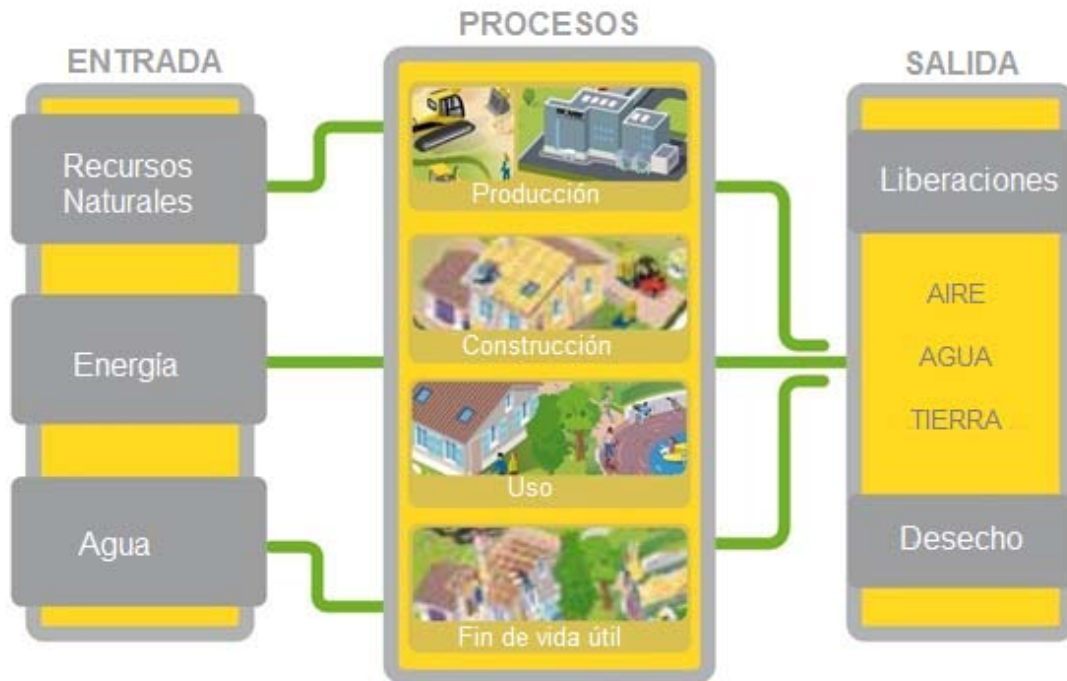 ENTRADA
Recursos
Naturales
Energía
Agua
PROCESOS
Producción
Construcción
Uso
Fin de vida útil
SALIDA
Liberaciones
AIRE
AGUA
TIERRA
Desecho